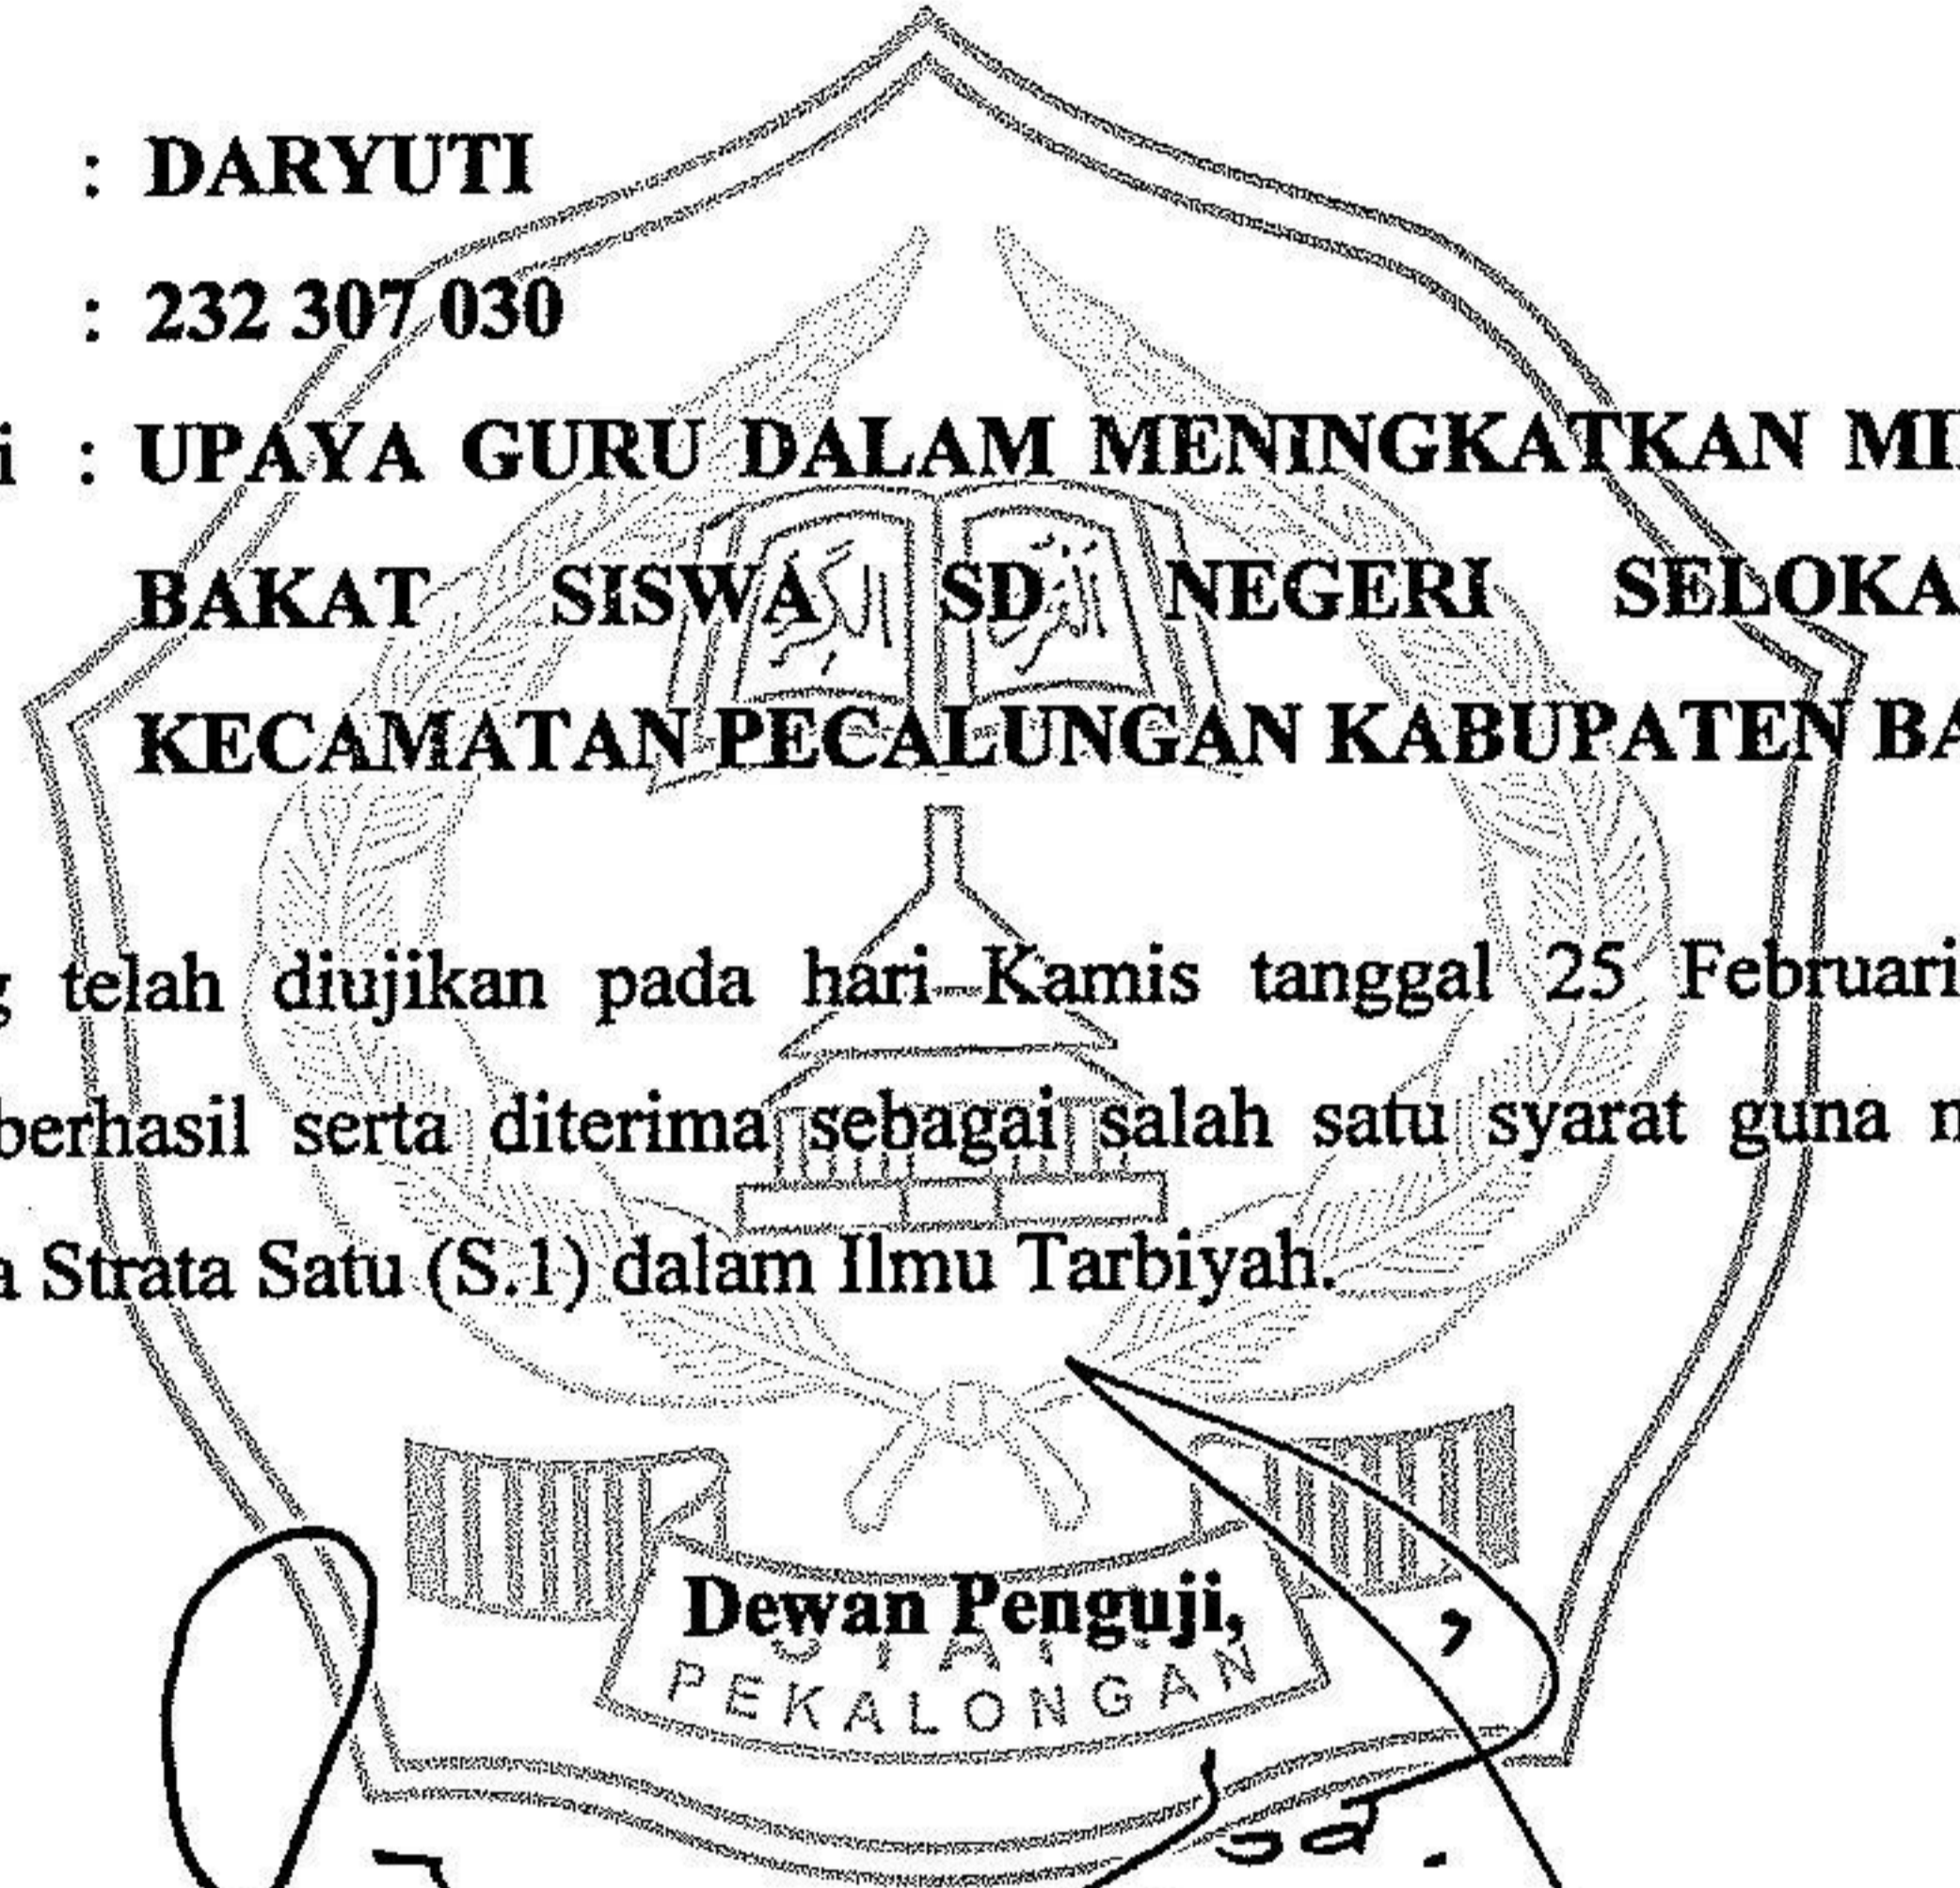 : DARYUTI
: 232 307 030
i : UPAYA GURU DALAM MENINGKATKAN MI
BAKAT SISWA SD NEGERI SELOKA
KECAMATAN PECALUNGAN KABUPATEN BA
g telah diujikan pada hari Kamis tanggal 25 Februari
berhasil serta diterima sebagai salah satu syarat guna m
a Strata Satu (S.1) dalam Ilmu Tarbiyah.
Dewan Penguji,
PEKALONGAN